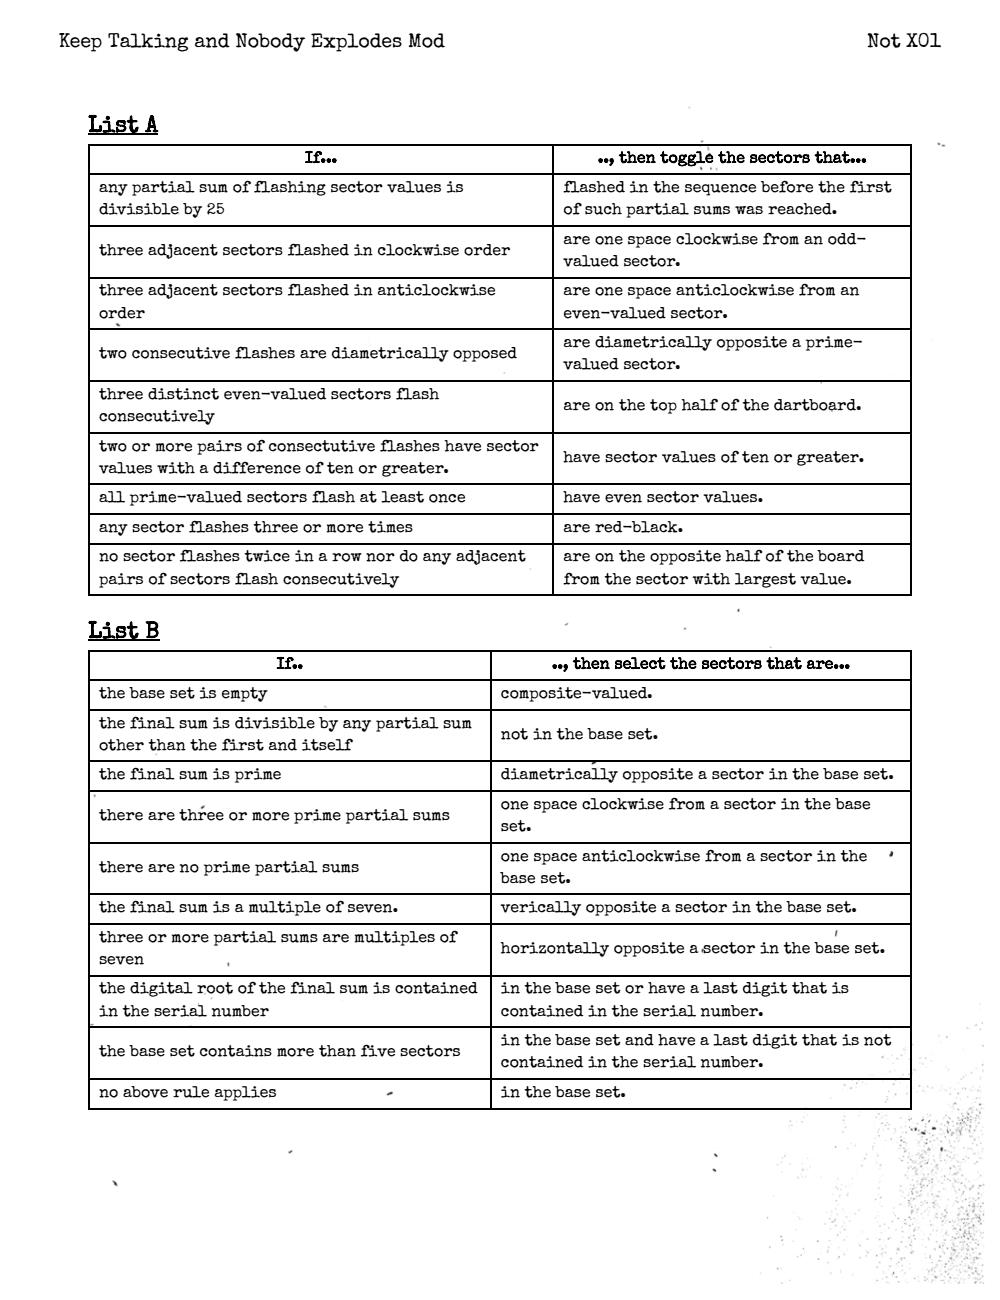 Keep Talking and Nobody Explodes Mod
Not X01
List A
If...
.., then toggle the sectors that...
any partial sum of flashing sector values is
divisible by 25
flashed in the sequence before the first
of such partial sums was reached.
three adjacent sectors flashed in clockwise order
are one space clockwise from an odd-
valued sector.
three adjacent sectors flashed in anticlockwise
order
are one space anticlockwise from an
even-valued sector.
two consecutive flashes are diametrically opposed
are diametrically opposite a prime-
valued sector.
three distinct even-valued sectors flash
consecutively
are on the top half of the dartboard.
two or more pairs of consectutive flashes have sector
values with a difference of ten or greater.
have sector values of ten or greater.
all prime-valued sectors flash at least once
have even sector values.
any sector flashes three or more times
are red-black.
no sector flashes twice in a row nor do any adjacent
pairs of sectors flash consecutively
are on the opposite half of the board
from the sector with largest value.
List B
If..
.., then select the sectors that are...
the base set is empty
composite-valued.
the final sum is divisible by any partial sum
other than the first and itself
not in the base set.
the final sum is prime
diametrically opposite a sector in the base set.
there are three or more prime partial sums
one space clockwise from a sector in the base
set.
there are no prime partial sums
one space anticlockwise from a sector in the
base set.
the final sum is a multiple of seven.
verically opposite a sector in the base set.
three or more partial sums are multiples of
seven
horizontally opposite a sector in the base set.
the digital root of the final sum is contained
in the serial number
in the base set or have a last digit that is
contained in the serial number.
the base set contains more than five sectors
in the base set and have a last digit that is not
contained in the serial number.
no above rule applies
in the base set.